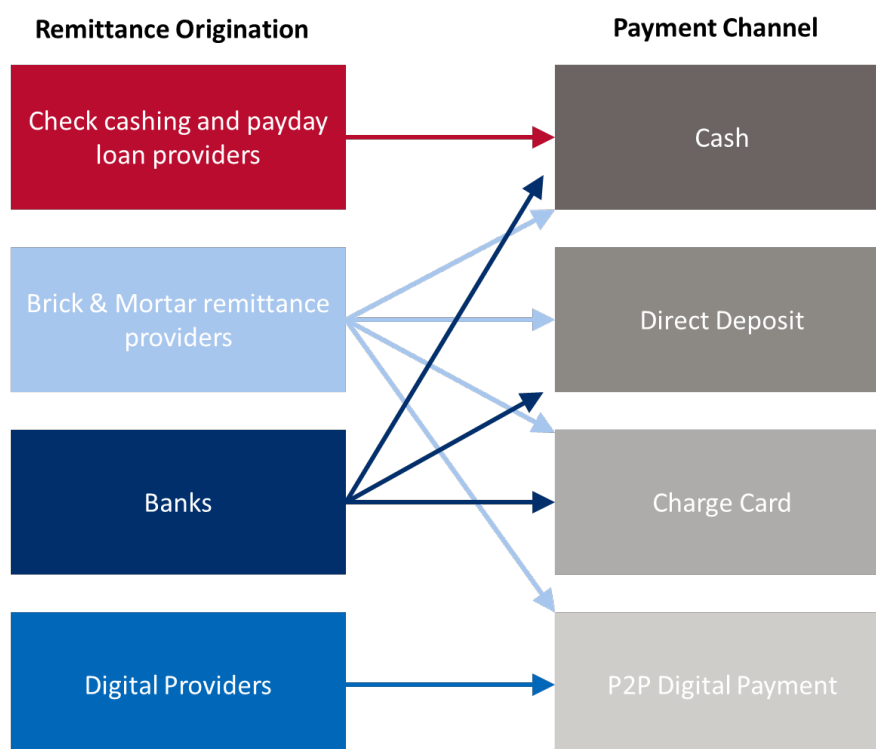 Remittance Origination
Payment Channel
Check cashing and payday
loan providers
Cash
Brick & Mortar remittance
providers
Direct Deposit
Banks
Charge Card
Digital Providers
P2P Digital Payment